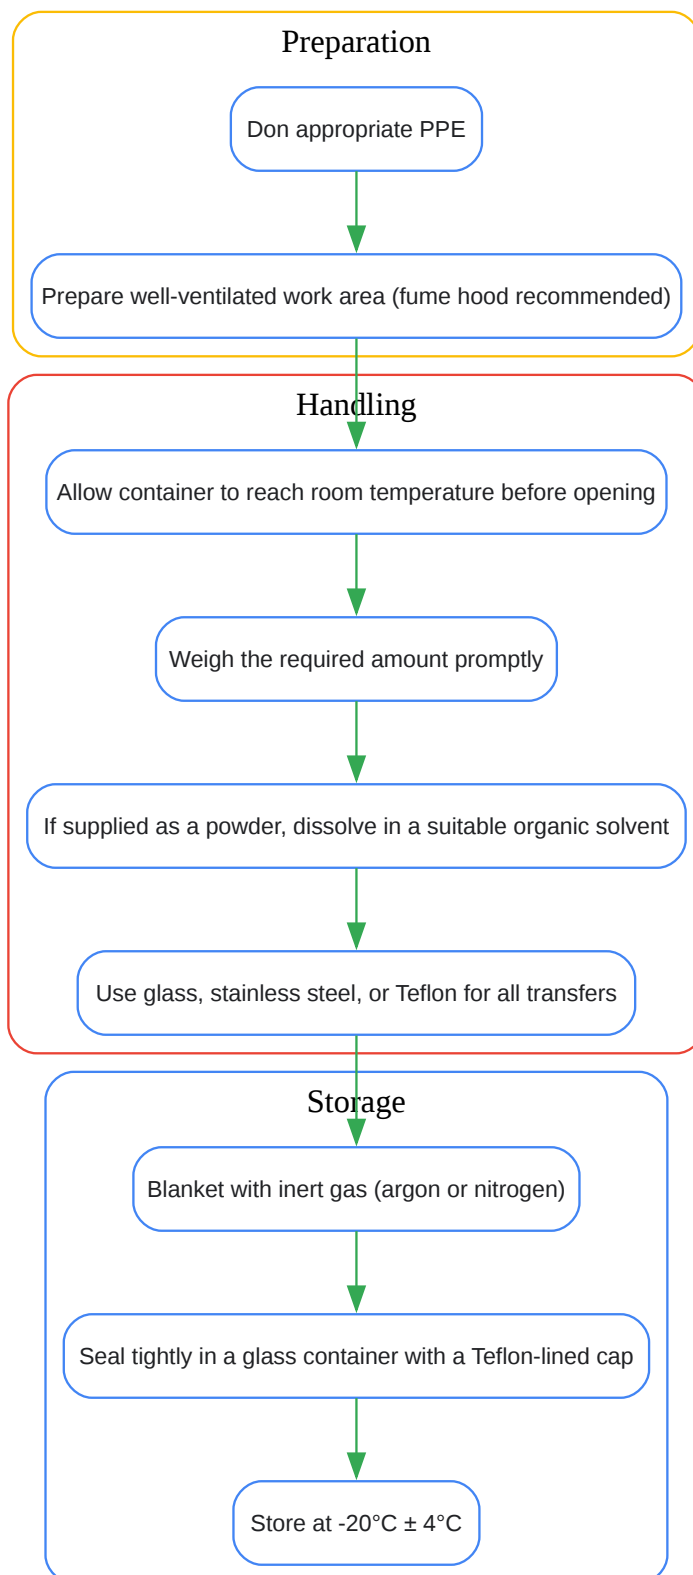 Preparation
Don appropriate PPE
Prepare well-ventilated work area (fume hood recommended)
Handling
Allow container to reach room temperature before opening
Weigh the required amount promptly
If supplied as a powder, dissolve in a suitable organic solvent
Use glass, stainless steel, or Teflon for all transfers
Storage
Blanket with inert gas (argon or nitrogen)
Seal tightly in a glass container with a Teflon-lined cap
Store at -20°C ± 4°C